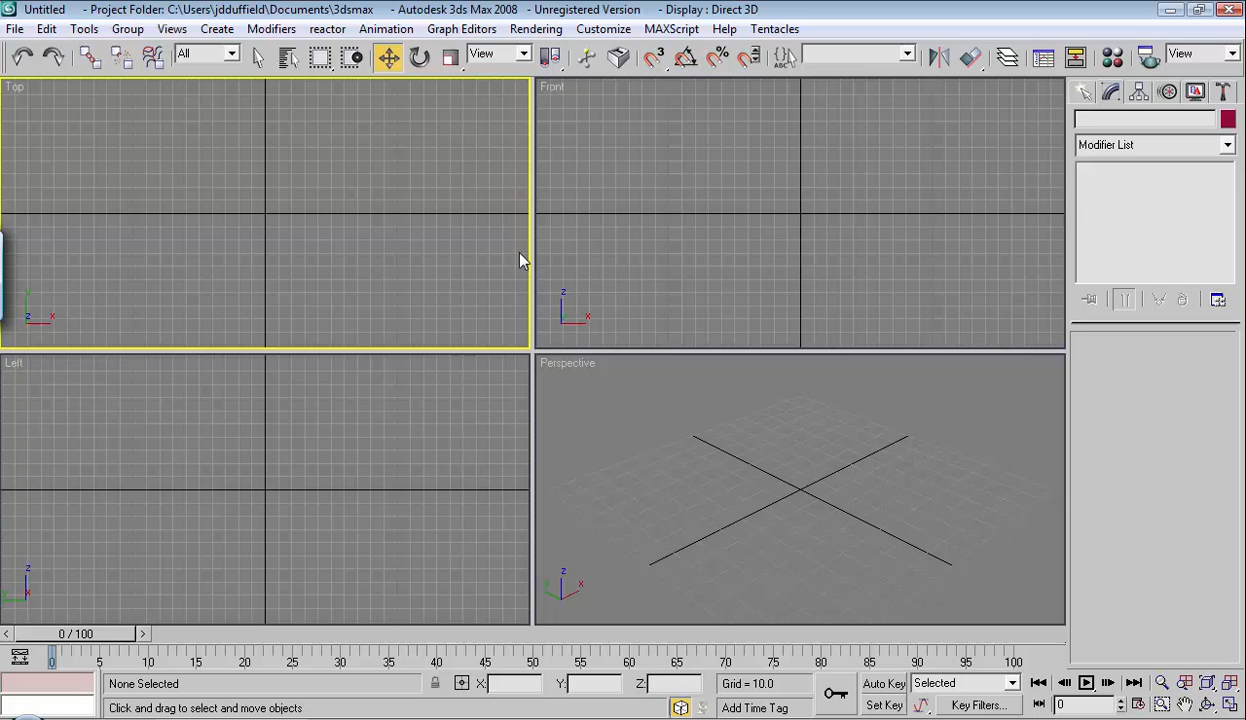 Untitled - Project Folder: C:\Users\jdduffield\Documents\3dsmax - Autodesk 3ds Max 2008 - Unregistered Version - Display : Direct 3D
File Edit Tools Group Views Create Modifiers reactor Animation Graph Editors Rendering Customize MAXScript Help Tentacles
All View 3 % ABC View
Top Front
Modifier List
y z
z x x
Left Perspective
z z
y x y x
0 / 100
0 5 10 15 20 25 30 35 40 45 50 55 60 65 70 75 80 85 90 95 100
None Selected X: Y: Z: Grid = 10.0 Auto Key Selected
Click and drag to select and move objects Add Time Tag Set Key Key Filters... 0